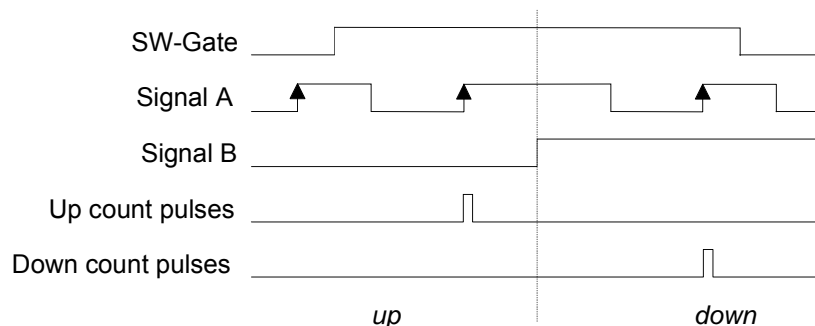 SW-Gate
Signal A
Signal B
Up count pulses
Down count pulses
up down